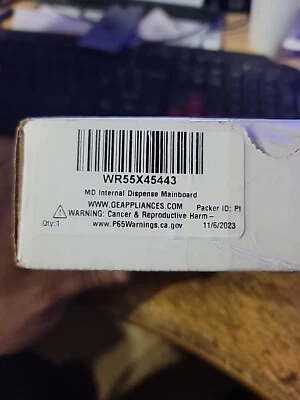 WR55X45443
MD Internal Dispense Mainboard
WWW.GEAPPLIANCES.COM Packer ID: PI
WARNING: Cancer & Reproductive Harm-
Qty:1 www.P65Warnings.ca.gov 11/6/2023